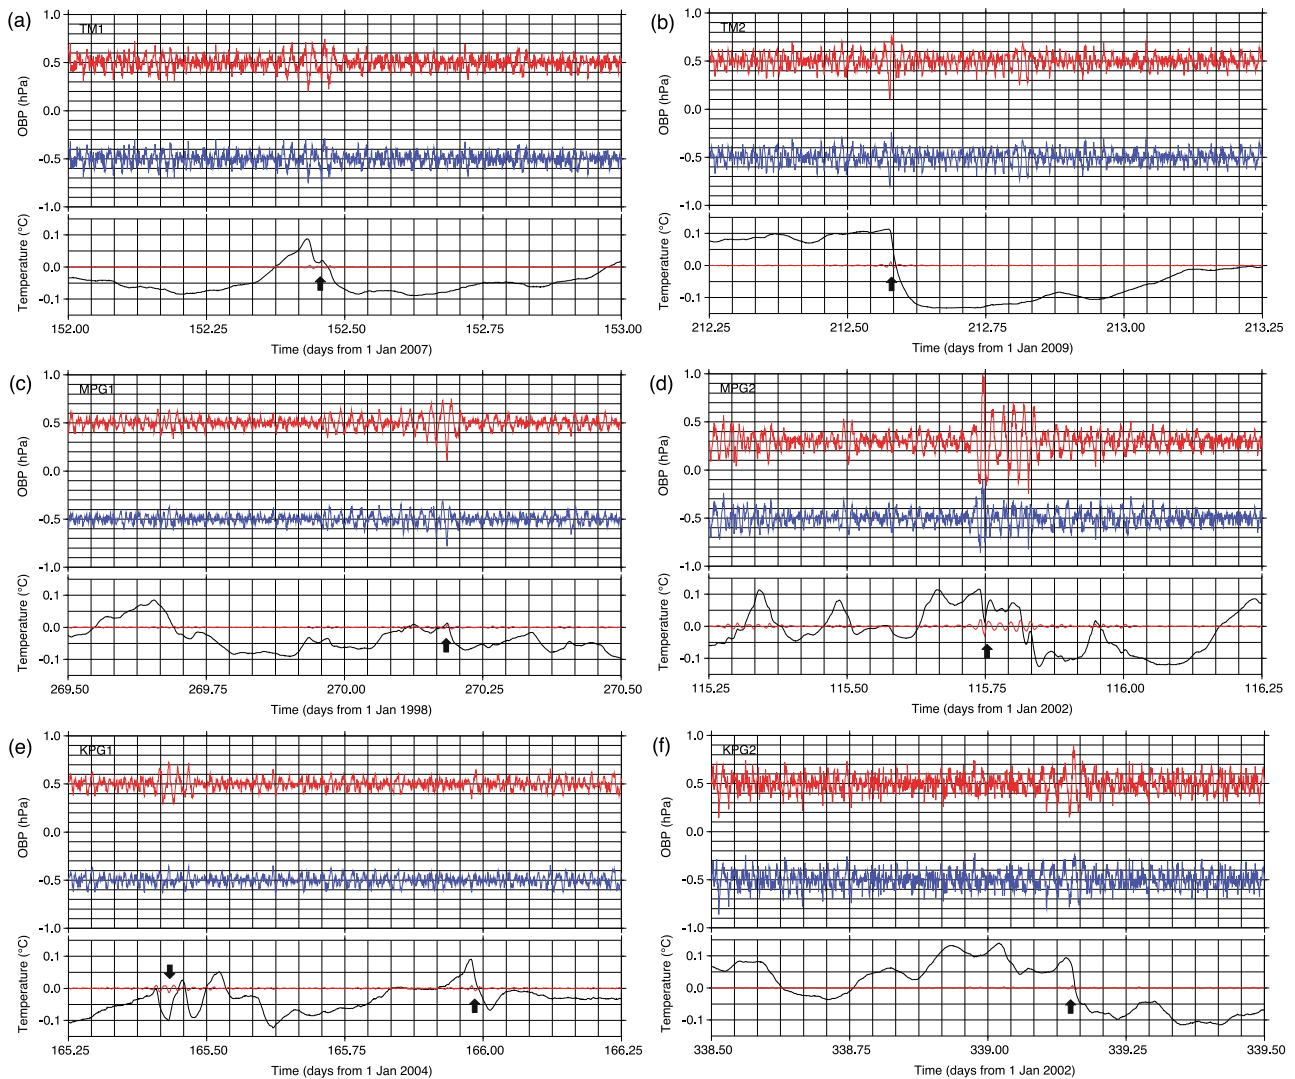 (a)
TM1
OBP (hPa)
1.0
0.5
0.0
-0.5
-1.0
Temperature (°C)
0.1
0.0
-0.1
152.00 152.25 152.50 152.75 153.00
Time (days from 1 Jan 2007)
(b)
TM2
OBP (hPa)
1.0
0.5
0.0
-0.5
-1.0
Temperature (°C)
0.1
0.0
-0.1
212.25 212.50 212.75 213.00 213.25
Time (days from 1 Jan 2009)
(c)
MPG1
OBP (hPa)
1.0
0.5
0.0
-0.5
-1.0
Temperature (°C)
0.1
0.0
-0.1
269.50 269.75 270.00 270.25 270.50
Time (days from 1 Jan 1998)
(d)
MPG2
OBP (hPa)
1.0
0.5
0.0
-0.5
-1.0
Temperature (°C)
0.1
0.0
-0.1
115.25 115.50 115.75 116.00 116.25
Time (days from 1 Jan 2002)
(e)
KPG1
OBP (hPa)
1.0
0.5
0.0
-0.5
-1.0
Temperature (°C)
0.1
0.0
-0.1
165.25 165.50 165.75 166.00 166.25
Time (days from 1 Jan 2004)
(f)
KPG2
OBP (hPa)
1.0
0.5
0.0
-0.5
-1.0
Temperature (°C)
0.1
0.0
-0.1
338.50 338.75 339.00 339.25 339.50
Time (days from 1 Jan 2002)